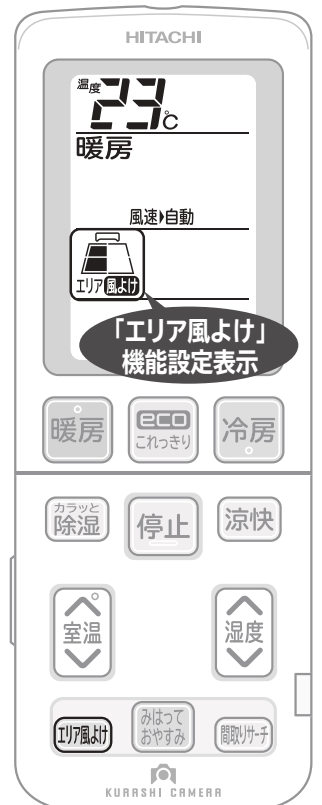 HITACHI
温度 23℃
暖房
風速 自動
エリア 風よけ
「エリア風よけ」
機能設定表示
暖房
eco
これっきり
冷房
カラッと
除湿
停止
涼快
室温
湿度
エリア風よけ
みはって
おやすみ
間取りサーチ
KURASHI CAMERA